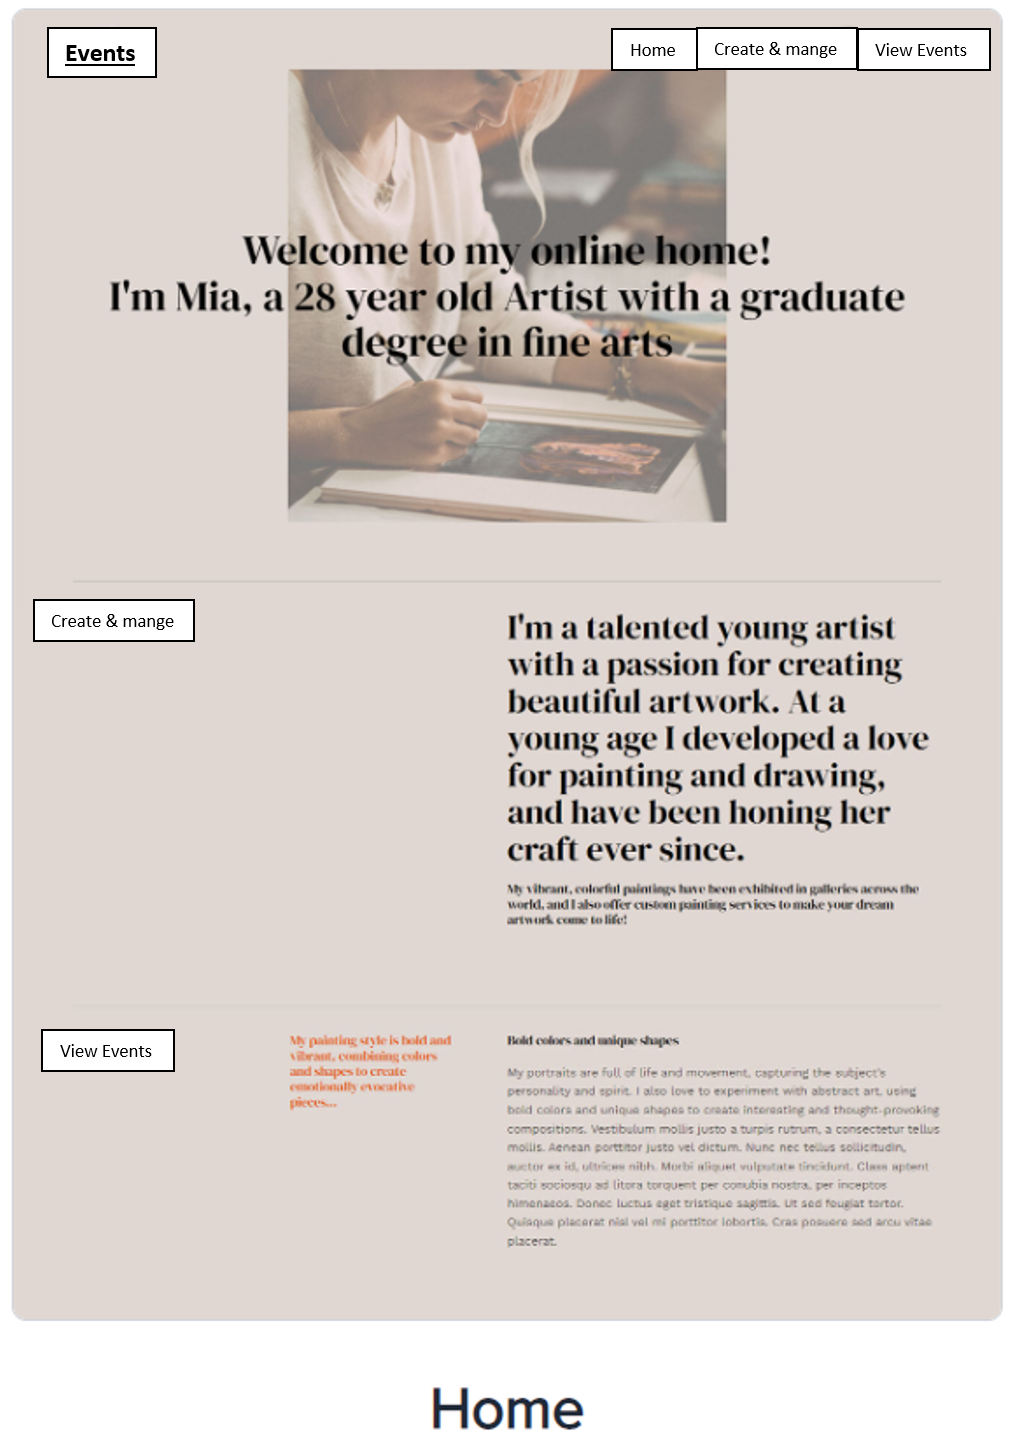 Events
Home
Create & mange
View Events
Welcome to my online home!
I'm Mia, a 28 year old Artist with a graduate
degree in fine arts
Create & mange
I'm a talented young artist
with a passion for creating
beautiful artwork. At a
young age I developed a love
for painting and drawing,
and have been honing her
craft ever since.
My vibrant, colorful paintings have been exhibited in galleries across the
world, and I also offer custom painting services to make your dream
artwork come to life!
View Events
My painting style is bold and
vibrant, combining colors
and shapes to create
emotionally evocative
pieces...
Bold colors and unique shapes
My portraits are full of life and movement, capturing the subject's
personality and spirit. I also love to experiment with abstract art, using
bold colors and unique shapes to create interesting and thought-provoking
compositions. Vestibulum mollis justo a turpis rutrum, a consectetur tellus
mollis. Aenean porttitor justo vel dictum. Nunc nec tellus sollicitudin,
auctor ex id, ultrices nibh. Morbi aliquet vulputate tincidunt. Class aptent
taciti sociosqu ad litora torquent per conubia nostra, per inceptos
himenaeos. Donec luctus eget tristique sagittis. Ut sed feugiat tortor.
Quisque placerat nisl vel mi porttitor lobortis. Cras posuere sed arcu vitae
placerat.
Home